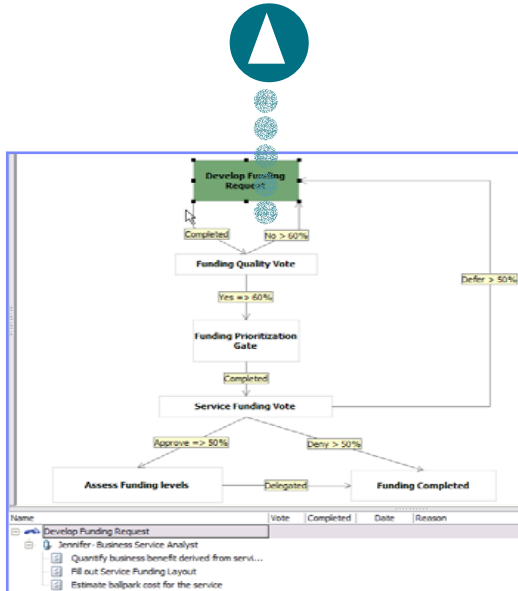 Develop Funding
Request
Completed
No > 60%
Funding Quality Vote
Defer > 50%
Yes => 60%
Funding Prioritization
Gate
Completed
Service Funding Vote
Approve => 50%
Deny > 50%
Assess Funding levels
Delegated
Funding Completed
Name Vote Completed Date Reason
Develop Funding Request
Jennifer- Business Service Analyst
Quantify business benefit derived from servi...
Fill out Service Funding Layout
Estimate ballpark cost for the service